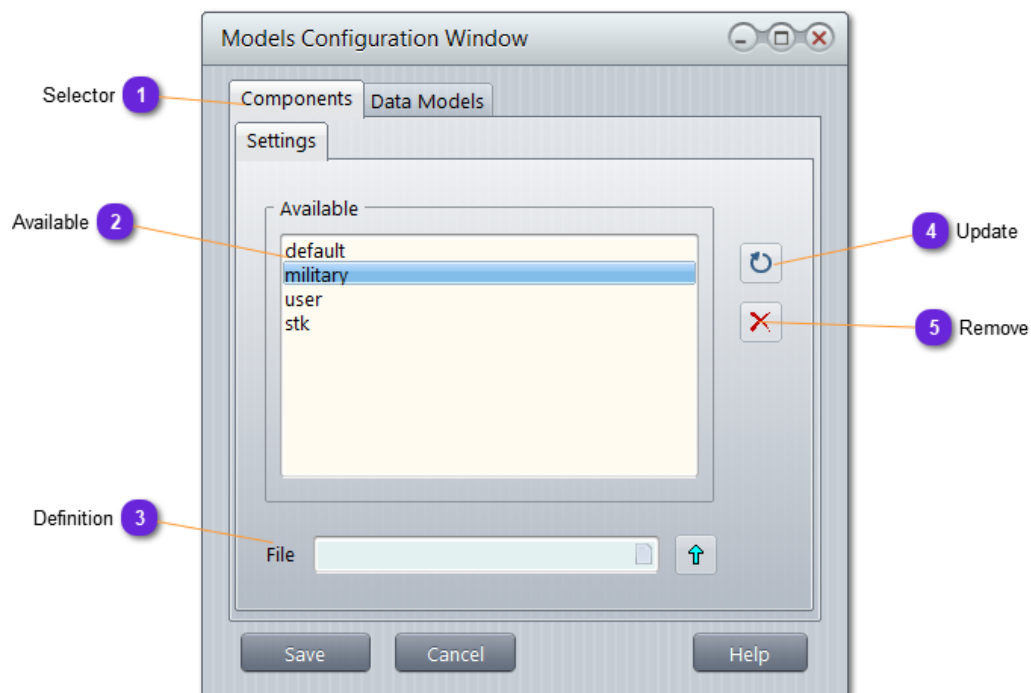 Models Configuration Window
Selector 1
Components
Data Models
Settings
Available 2
Available
default
military
user
stk
4 Update
5 Remove
Definition 3
File
Save
Cancel
Help